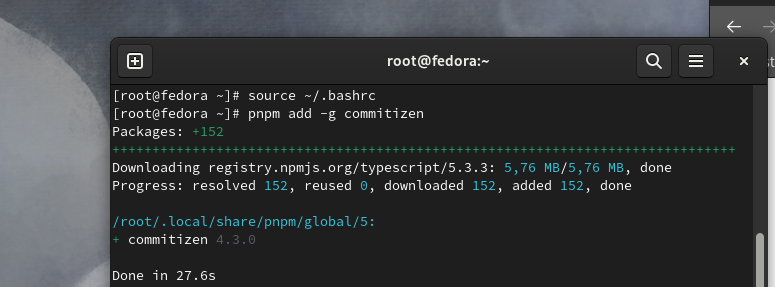 root@fedora:~
[root@fedora ~]# source ~/.bashrc
[root@fedora ~]# pnpm add -g commitizen
Packages: +152
++++++++++++++++++++++++++++++++++++++++++++++++++++++++++++++++++++++++++++++++
Downloading registry.npmjs.org/typescript/5.3.3: 5,76 MB/5,76 MB, done
Progress: resolved 152, reused 0, downloaded 152, added 152, done
/root/.local/share/pnpm/global/5:
+ commitizen 4.3.0
Done in 27.6s